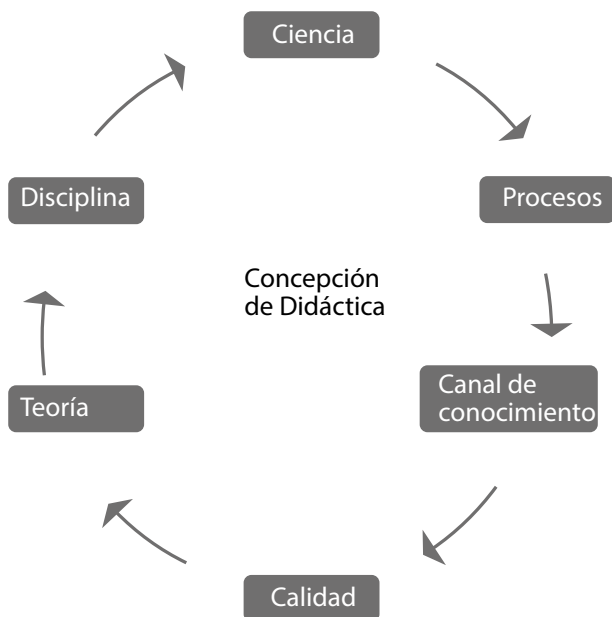 Ciencia
Disciplina
Procesos
Concepción
de Didáctica
Teoría
Canal de
conocimiento
Calidad